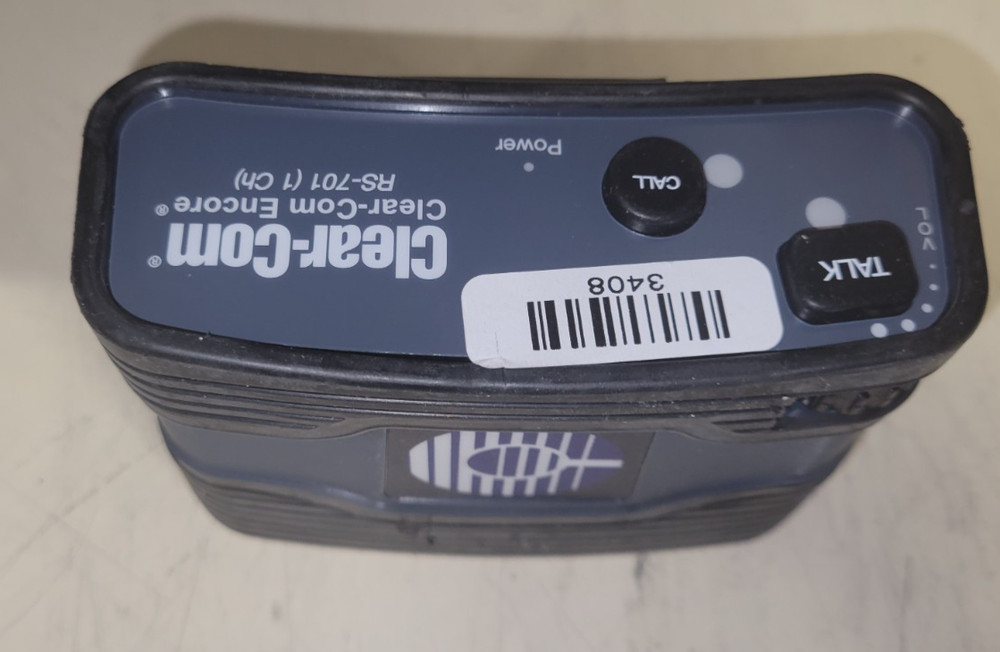 VOL
TALK
CALL
Power
3408
Clear-Com®
Clear-Com Encore®
RS-701 (1 Ch)